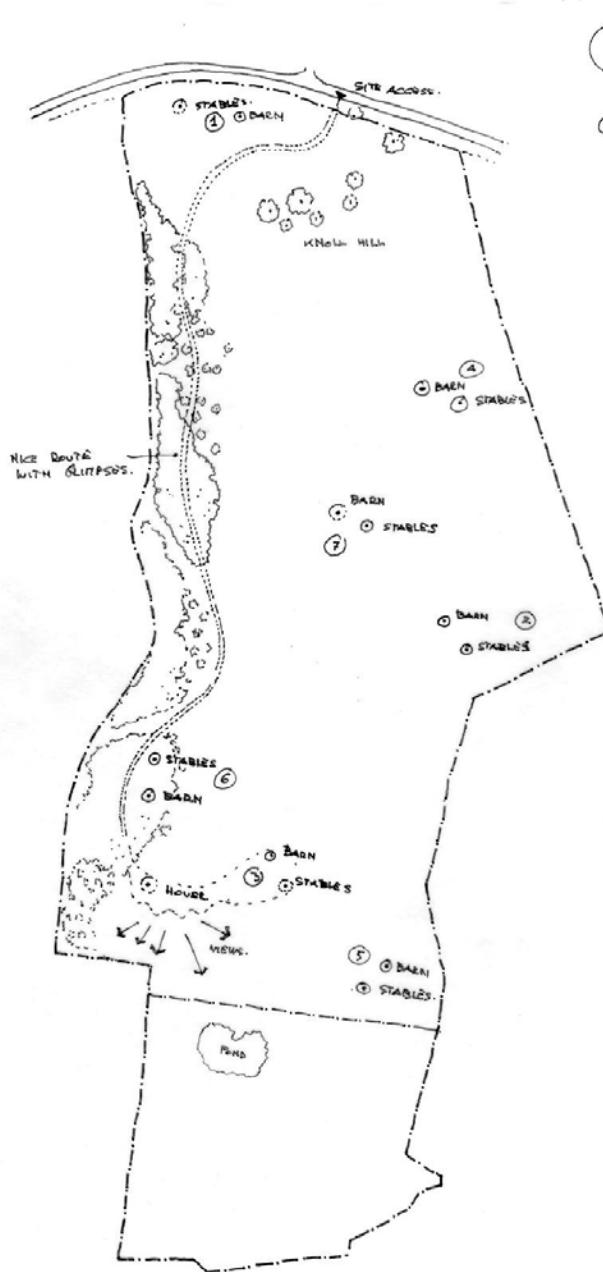 SITE ACCESS.
STABLES.
1
BARN
KNOLL HILL
4
BARN
STABLES
NICE ROUTE
WITH GLIMPSES.
BARN
STABLES
7
BARN
2
STABLES
STABLES
6
BARN
BARN
3
STABLES
HOUSE
VIEWS.
5
BARN
STABLES.
POND